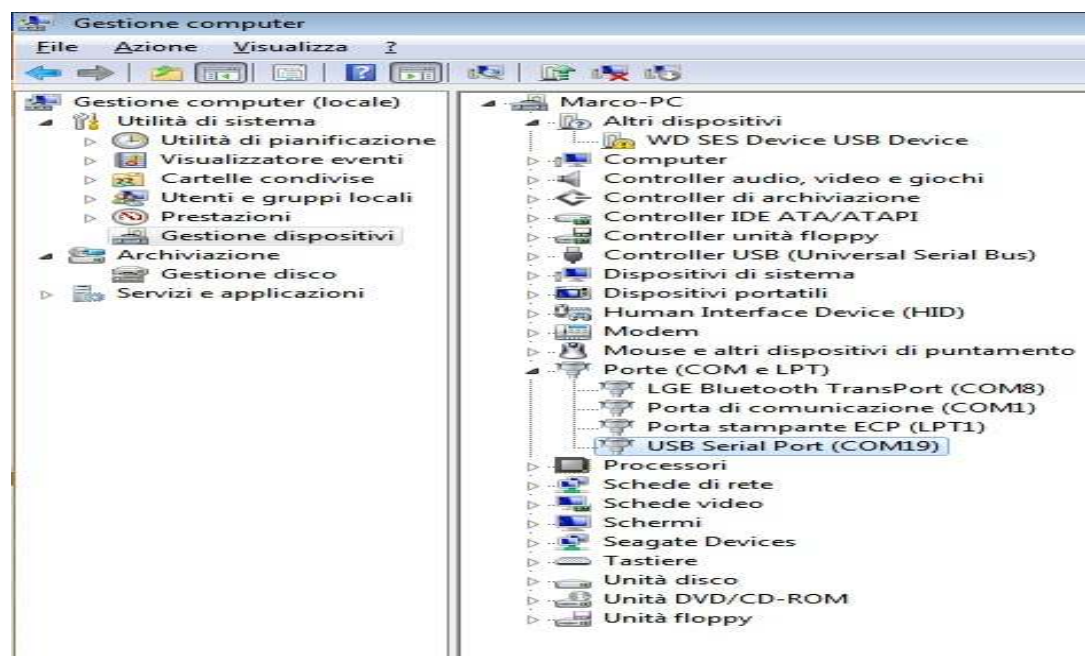 Gestione computer
File Azione Visualizza ?
Gestione computer (locale)
Utilità di sistema
Utilità di pianificazione
Visualizzatore eventi
Cartelle condivise
Utenti e gruppi locali
Prestazioni
Gestione dispositivi
Archiviazione
Gestione disco
Servizi e applicazioni
Marco-PC
Altri dispositivi
WD SES Device USB Device
Computer
Controller audio, video e giochi
Controller di archiviazione
Controller IDE ATA/ATAPI
Controller unità floppy
Controller USB (Universal Serial Bus)
Dispositivi di sistema
Dispositivi portatili
Human Interface Device (HID)
Modem
Mouse e altri dispositivi di puntamento
Porte (COM e LPT)
LGE Bluetooth TransPort (COM8)
Porta di comunicazione (COM1)
Porta stampante ECP (LPT1)
USB Serial Port (COM19)
Processori
Schede di rete
Schede video
Schermi
Seagate Devices
Tastiere
Unità disco
Unità DVD/CD-ROM
Unità floppy